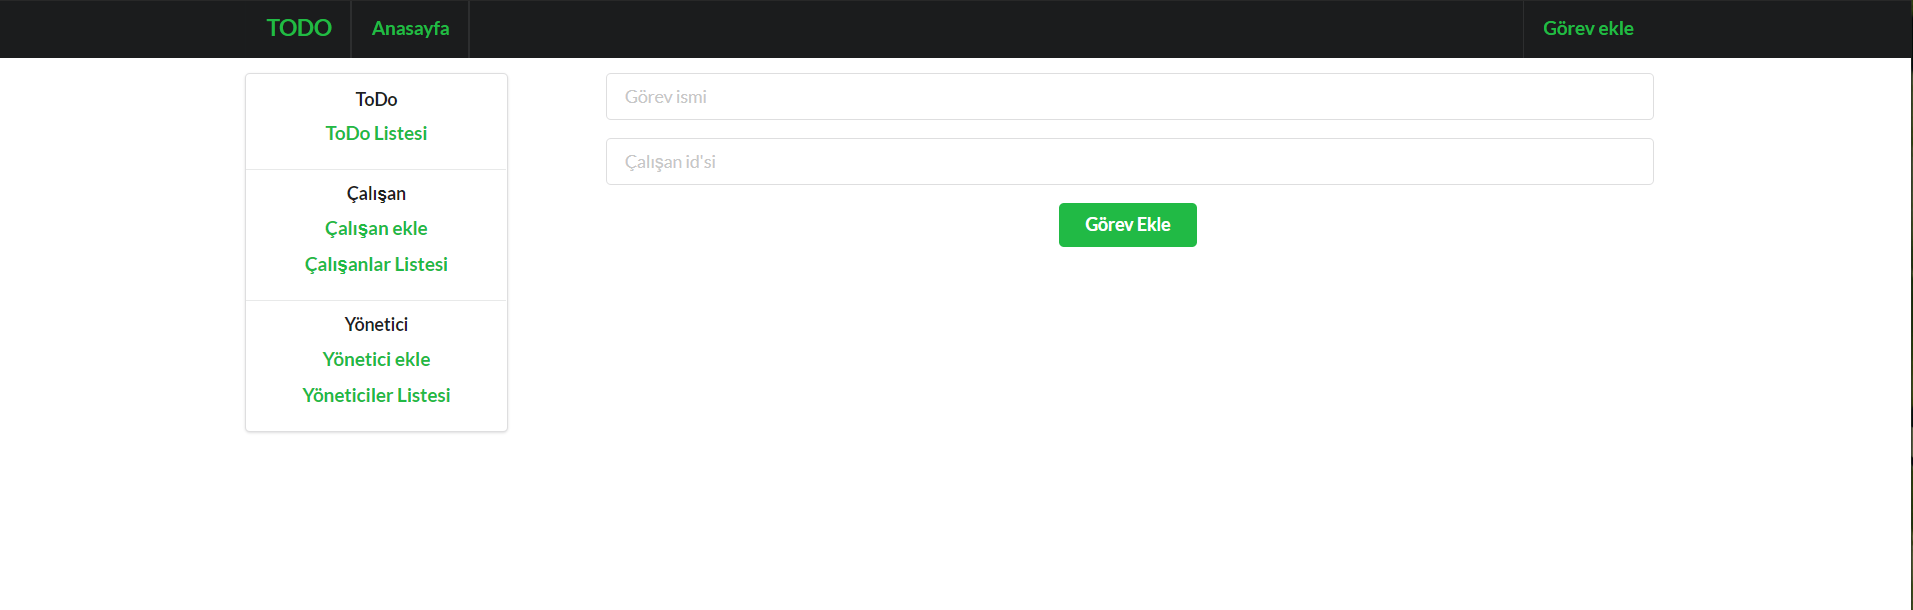 TODO Anasayfa Görev ekle
ToDo
ToDo Listesi
Çalışan
Çalışan ekle
Çalışanlar Listesi
Yönetici
Yönetici ekle
Yöneticiler Listesi
Görev ismi
Çalışan id'si
Görev Ekle